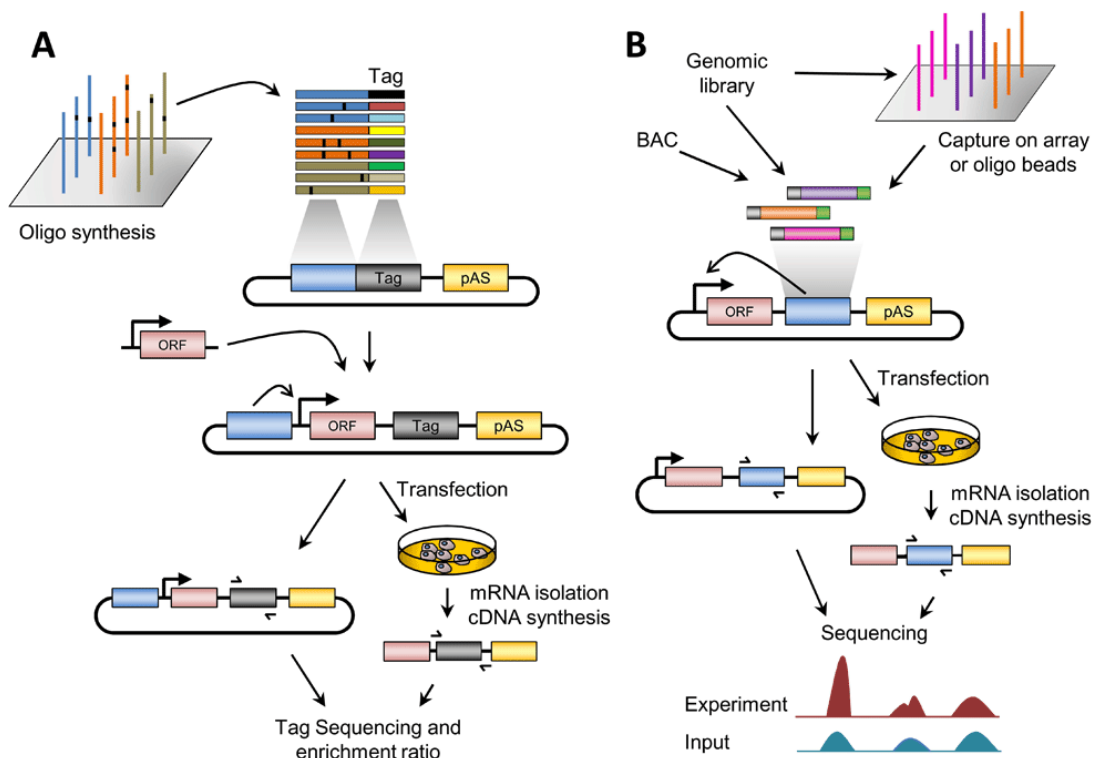 A
Tag
Oligo synthesis
Tag
pAS
ORF
ORF
Tag
pAS
Transfection
mRNA isolation
cDNA synthesis
Tag Sequencing and
enrichment ratio
B
Genomic
library
BAC
Capture on array
or oligo beads
ORF
pAS
Transfection
mRNA isolation
cDNA synthesis
Sequencing
Experiment
Input